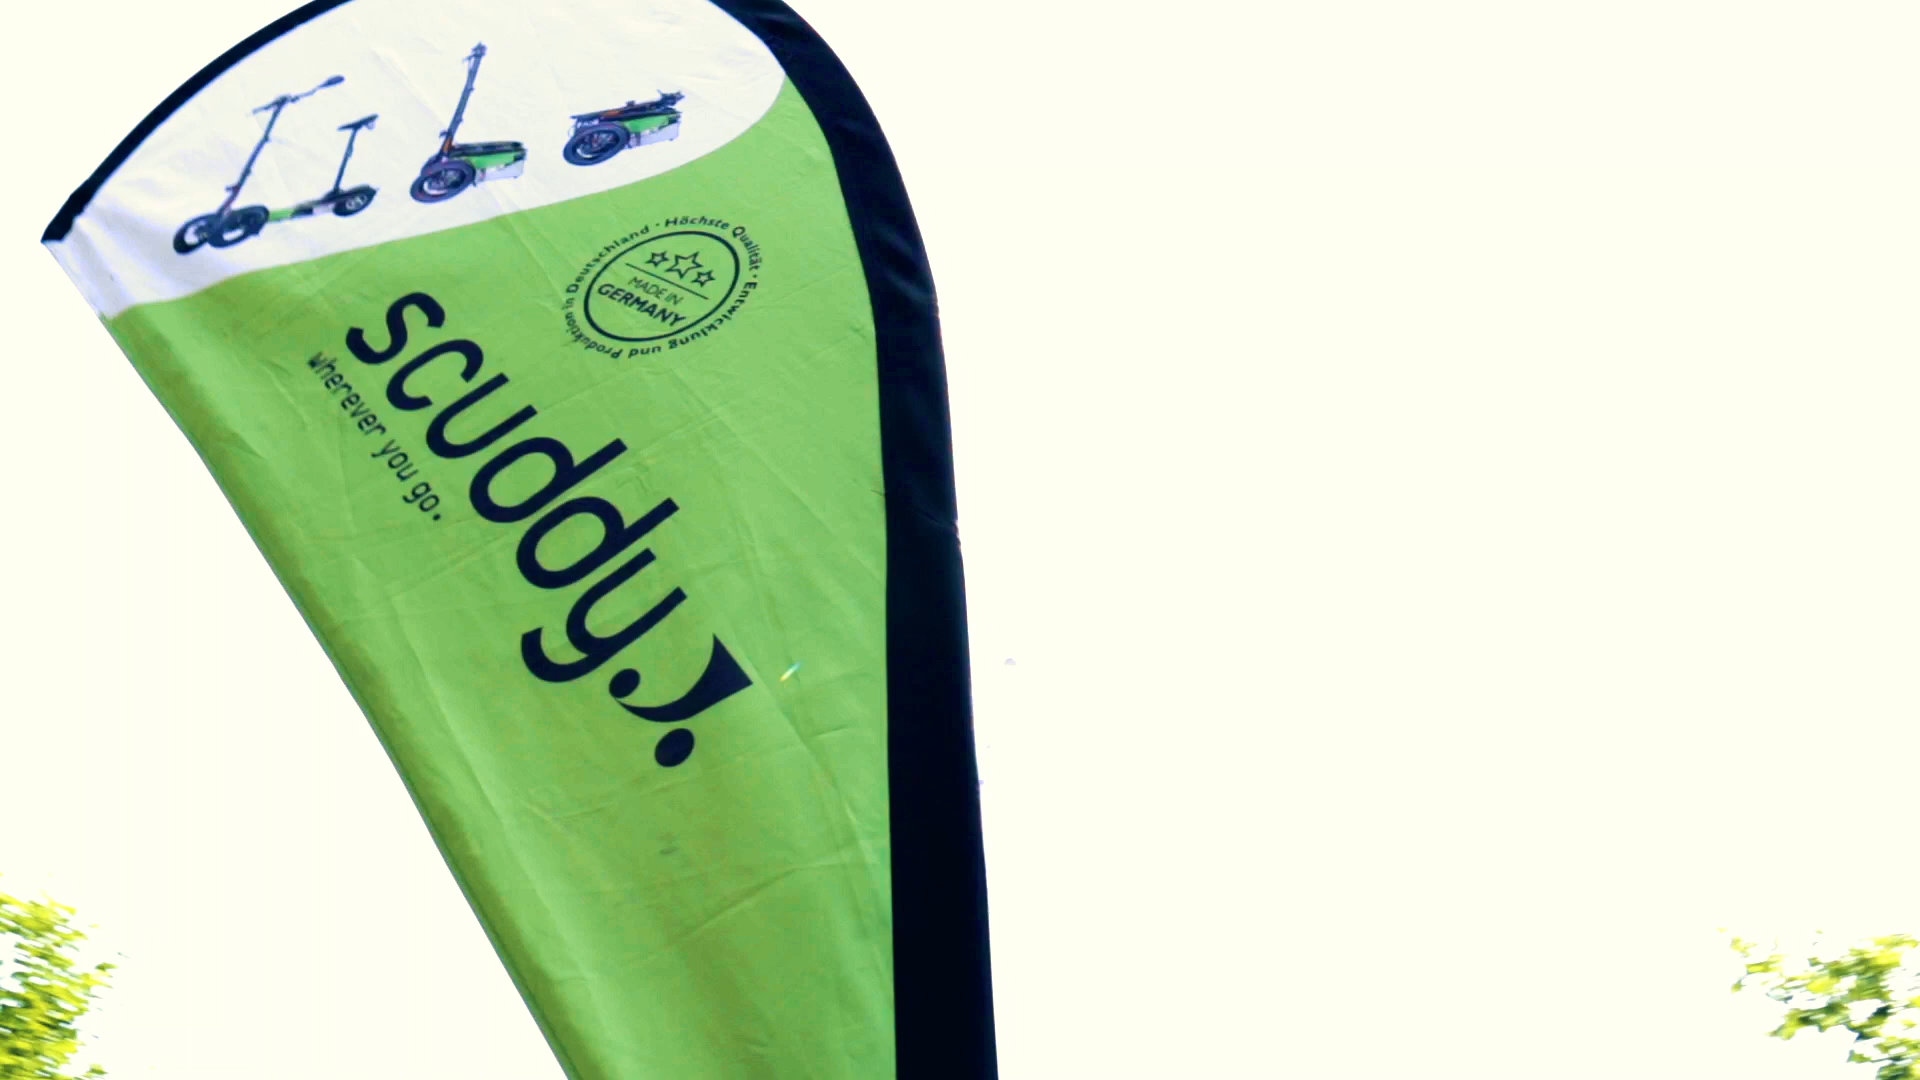 Höchste Qualität · Entwicklung und Produktion in Deutschland ·
MADE IN
GERMANY
scuddy
wherever you go.